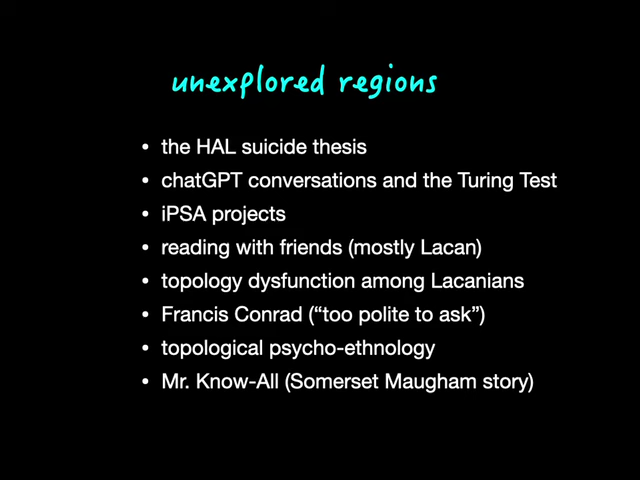 unexplored regions
• the HAL suicide thesis
• chatGPT conversations and the Turing Test
• iPSA projects
• reading with friends (mostly Lacan)
• topology dysfunction among Lacanians
• Francis Conrad (“too polite to ask”)
• topological psycho-ethnology
• Mr. Know-All (Somerset Maugham story)